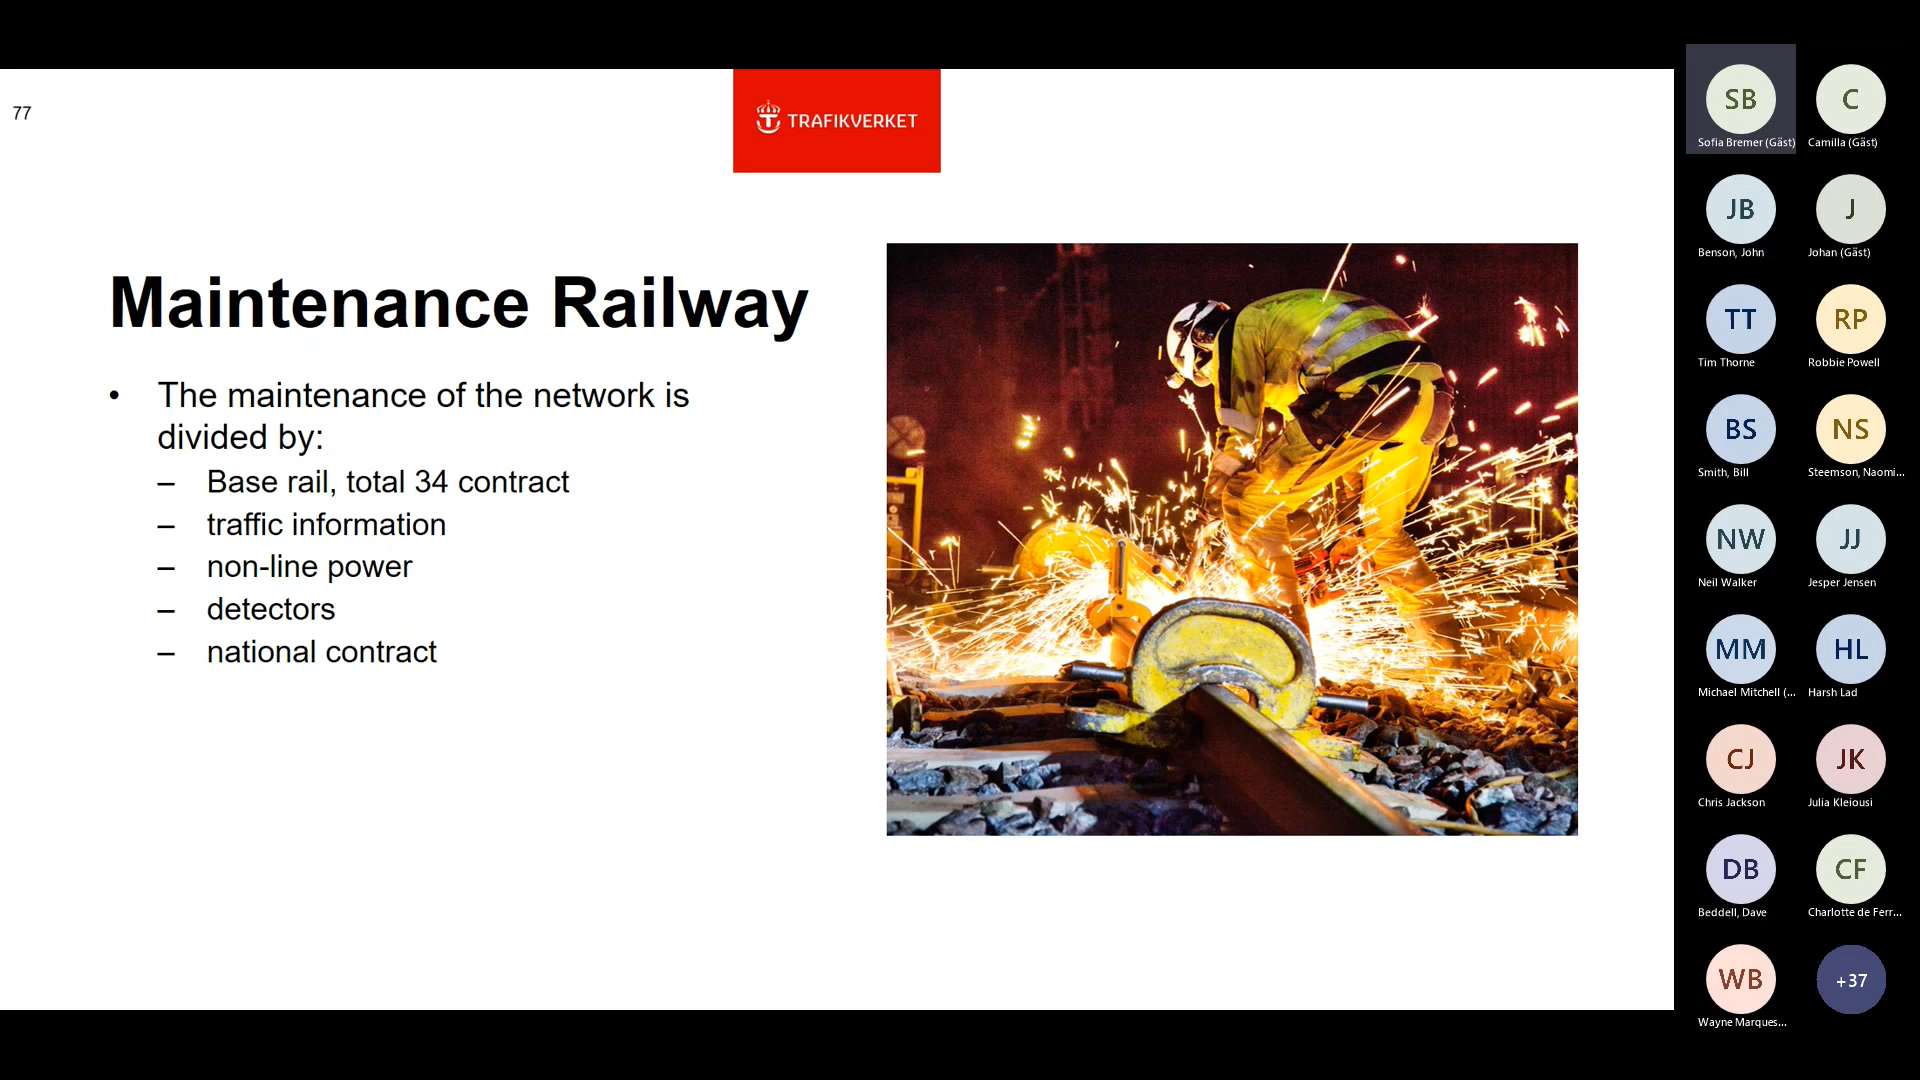 77
TRAFIKVERKET
Maintenance Railway
• The maintenance of the network is
divided by:
– Base rail, total 34 contract
– traffic information
– non-line power
– detectors
– national contract
SB
Sofia Bremer (Gäst)
C
Camilla (Gäst)
JB
Benson, John
J
Johan (Gäst)
TT
Tim Thorne
RP
Robbie Powell
BS
Smith, Bill
NS
Steemson, Naomi...
NW
Neil Walker
JJ
Jesper Jensen
MM
Michael Mitchell (...
HL
Harsh Lad
CJ
Chris Jackson
JK
Julia Kleiousi
DB
Beddell, Dave
CF
Charlotte de Ferr...
WB
Wayne Marques...
+37